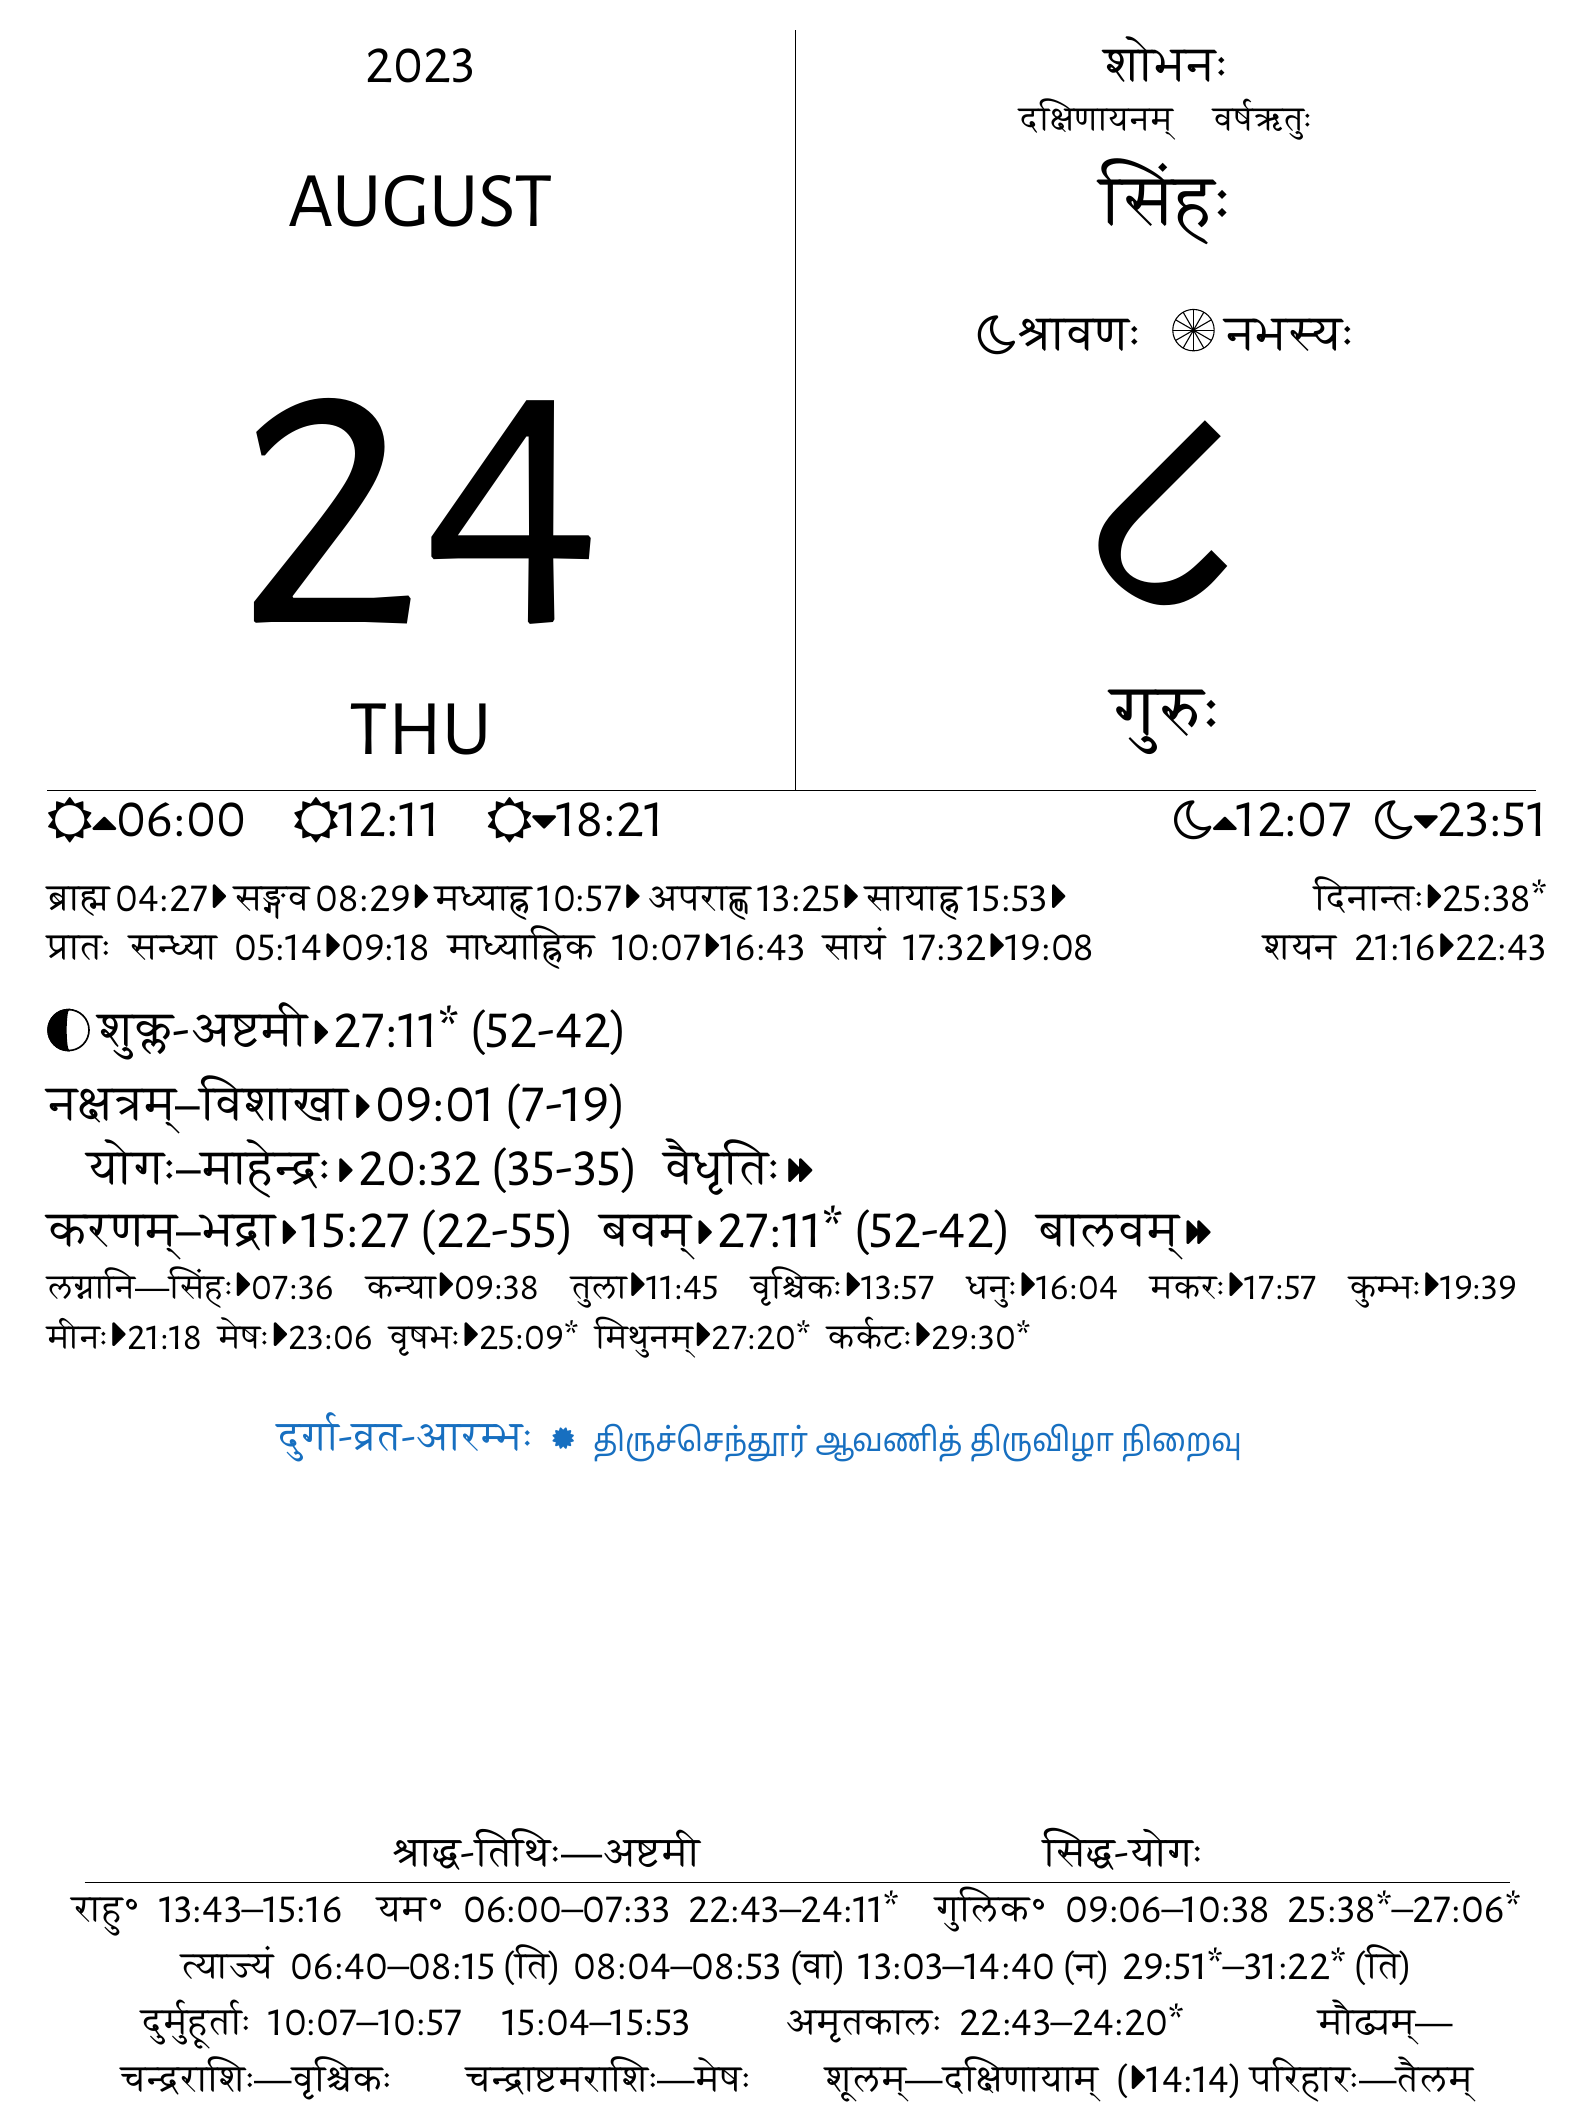 2023
AUGUST
24
THU
शोभनः
दक्षिणायनम् वर्षऋतुः
सिंहः
श्रावणः नभस्यः
८
गुरुः
06:00 12:11 18:21 12:07 23:51
ब्राह्म 04:27 सङ्गव 08:29 मध्याह्न 10:57 अपराह्ण 13:25 सायाह्न 15:53 दिनान्तः 25:38*
प्रातः सन्ध्या 05:14 09:18 माध्याह्निक 10:07 16:43 सायं 17:32 19:08 शयन 21:16 22:43
शुक्ल-अष्टमी 27:11* (52-42)
नक्षत्रम्–विशाखा 09:01 (7-19)
योगः–माहेन्द्रः 20:32 (35-35) वैधृतिः
करणम्–भद्रा 15:27 (22-55) बवम् 27:11* (52-42) बालवम्
लग्नानि—सिंहः 07:36 कन्या 09:38 तुला 11:45 वृश्चिकः 13:57 धनुः 16:04 मकरः 17:57 कुम्भः 19:39
मीनः 21:18 मेषः 23:06 वृषभः 25:09* मिथुनम् 27:20* कर्कटः 29:30*
दुर्गा-व्रत-आरम्भः ✹ திருச்செந்தூர் ஆவணித் திருவிழா நிறைவு
श्राद्ध-तिथिः—अष्टमी सिद्ध-योगः
राहु॰ 13:43–15:16 यम॰ 06:00–07:33 22:43–24:11* गुलिक॰ 09:06–10:38 25:38*–27:06*
त्याज्यं 06:40–08:15 (ति) 08:04–08:53 (वा) 13:03–14:40 (न) 29:51*–31:22* (ति)
दुर्मुहूर्ताः 10:07–10:57 15:04–15:53 अमृतकालः 22:43–24:20* मौढ्यम्—
चन्द्रराशिः—वृश्चिकः चन्द्राष्टमराशिः—मेषः शूलम्—दक्षिणायाम् (14:14) परिहारः—तैलम्